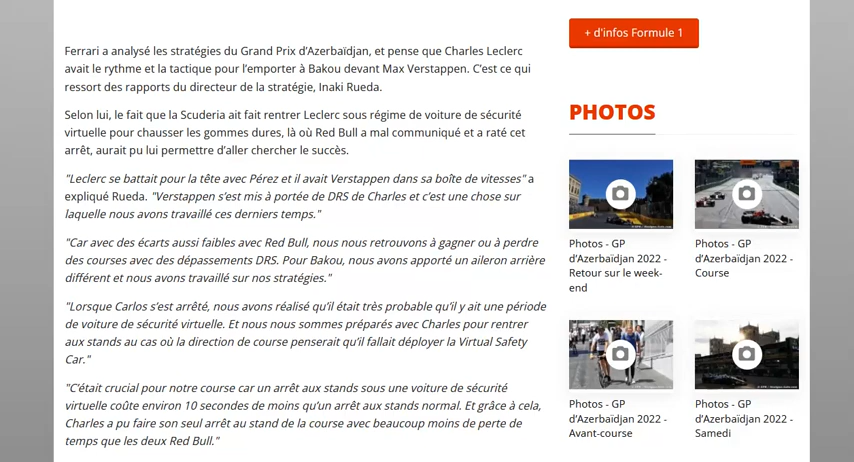 Ferrari a analysé les stratégies du Grand Prix d'Azerbaïdjan, et pense que Charles Leclerc
avait le rythme et la tactique pour l'emporter à Bakou devant Max Verstappen. C'est ce qui
ressort des rapports du directeur de la stratégie, Inaki Rueda.
Selon lui, le fait que la Scuderia ait fait rentrer Leclerc sous régime de voiture de sécurité
virtuelle pour chausser les gommes dures, là où Red Bull a mal communiqué et a raté cet
arrêt, aurait pu lui permettre d'aller chercher le succès.
"Leclerc se battait pour la tête avec Pérez et il avait Verstappen dans sa boîte de vitesses" a
expliqué Rueda. "Verstappen s'est mis à portée de DRS de Charles et c'est une chose sur
laquelle nous avons travaillé ces derniers temps."
"Car avec des écarts aussi faibles avec Red Bull, nous nous retrouvons à gagner ou à perdre
des courses avec des dépassements DRS. Pour Bakou, nous avons apporté un aileron arrière
différent et nous avons travaillé sur nos stratégies."
"Lorsque Carlos s'est arrêté, nous avons réalisé qu'il était très probable qu'il y ait une période
de voiture de sécurité virtuelle. Et nous nous sommes préparés avec Charles pour rentrer
aux stands au cas où la direction de course penserait qu'il fallait déployer la Virtual Safety
Car."
"C'était crucial pour notre course car un arrêt aux stands sous une voiture de sécurité
virtuelle coûte environ 10 secondes de moins qu'un arrêt aux stands normal. Et grâce à cela,
Charles a pu faire son seul arrêt au stand de la course avec beaucoup moins de perte de
temps que les deux Red Bull."
+ d'infos Formule 1
PHOTOS
Photos - GP
d'Azerbaïdjan 2022 -
Retour sur le week-
end
Photos - GP
d'Azerbaïdjan 2022 -
Course
Photos - GP
d'Azerbaïdjan 2022 -
Avant-course
Photos - GP
d'Azerbaïdjan 2022 -
Samedi